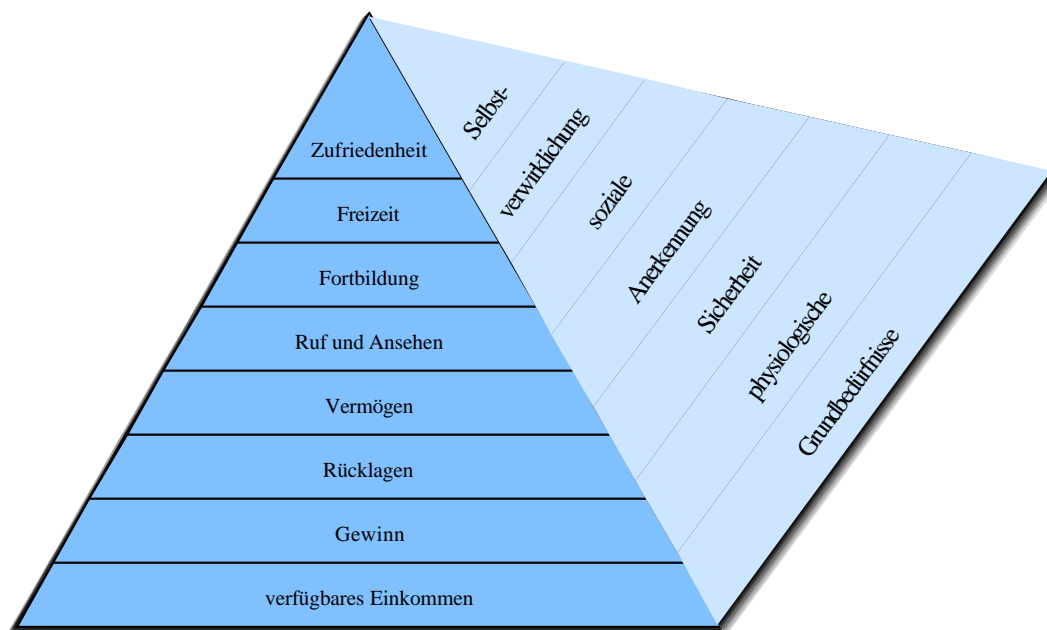 Zufriedenheit
Freizeit
Fortbildung
Ruf und Ansehen
Vermögen
Rücklagen
Gewinn
verfügbares Einkommen
Selbst-
verwirklichung
soziale
Anerkennung
Sicherheit
physiologische
Grundbedürfnisse